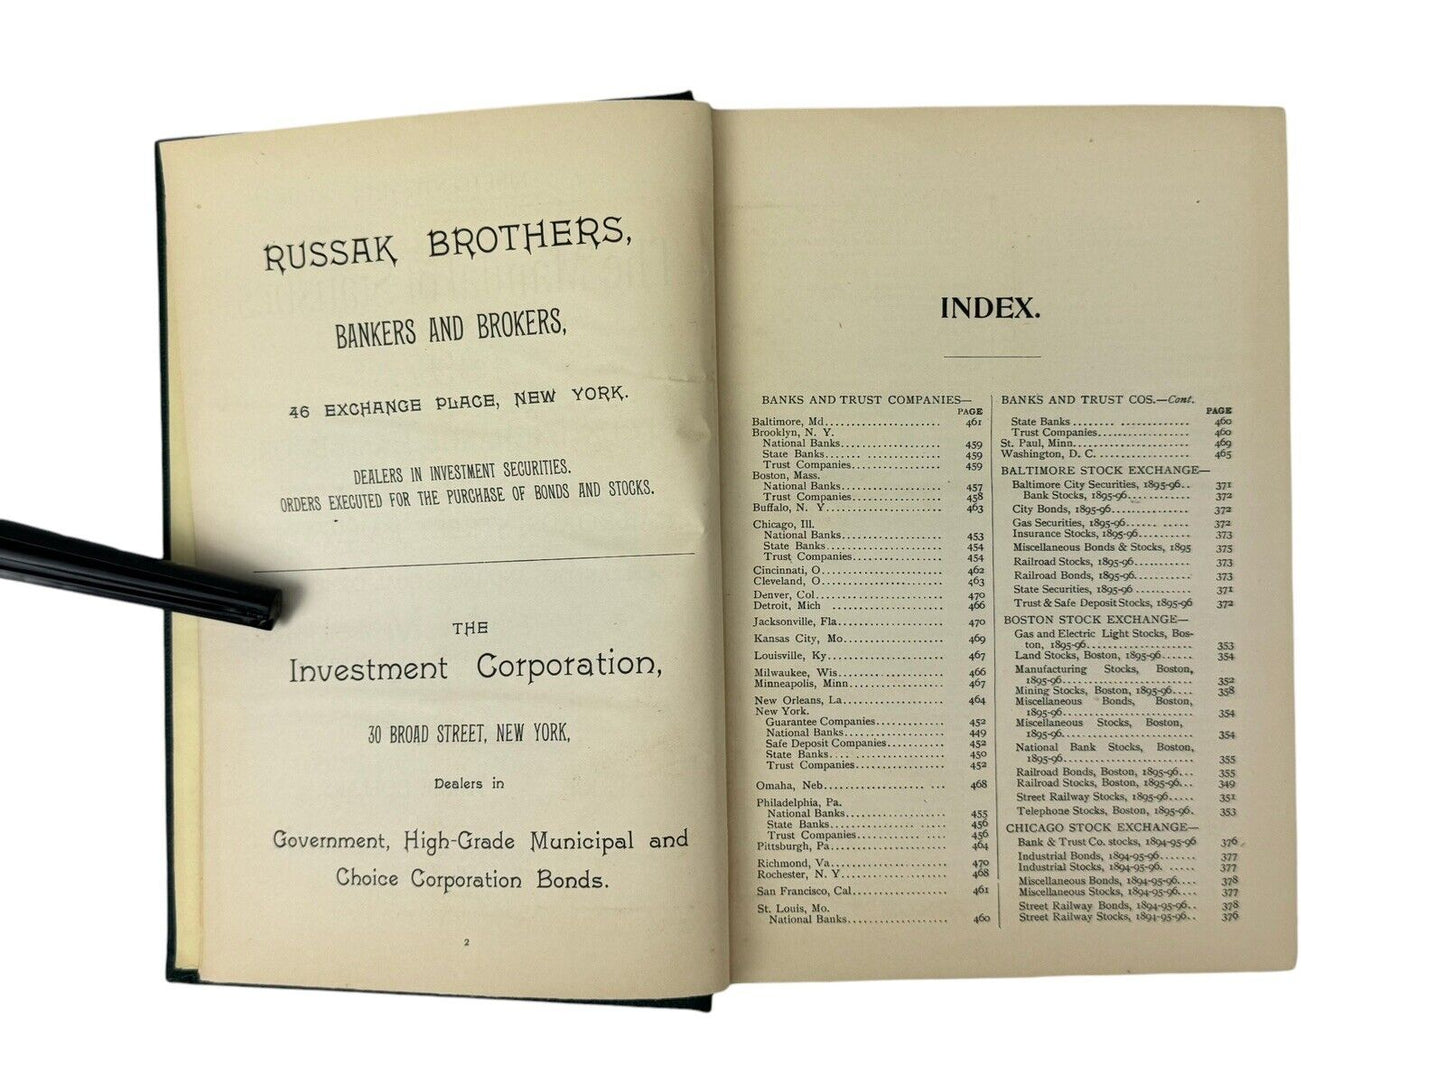 RUSSAK BROTHERS,
BANKERS AND BROKERS,
46 EXCHANGE PLACE, NEW YORK.
DEALERS IN INVESTMENT SECURITIES.
ORDERS EXECUTED FOR THE PURCHASE OF BONDS AND STOCKS.
THE
Investment Corporation,
30 BROAD STREET, NEW YORK,
Dealers in
Government, High-Grade Municipal and
Choice Corporation Bonds.
2
INDEX.
BANKS AND TRUST COMPANIES—
PAGE
Baltimore, Md. 461
Brooklyn, N. Y.
National Banks 459
State Banks 459
Trust Companies 459
Boston, Mass.
National Banks 457
Trust Companies 458
Buffalo, N. Y. 463
Chicago, Ill.
National Banks 453
State Banks 454
Trust Companies 454
Cincinnati, O. 462
Cleveland, O. 463
Denver, Col. 470
Detroit, Mich 466
Jacksonville, Fla. 470
Kansas City, Mo. 469
Louisville, Ky. 467
Milwaukee, Wis. 466
Minneapolis, Minn. 467
New Orleans, La. 464
New York.
Guarantee Companies 452
National Banks 449
Safe Deposit Companies 452
State Banks 450
Trust Companies 452
Omaha, Neb. 468
Philadelphia, Pa.
National Banks 455
State Banks 456
Trust Companies 456
Pittsburgh, Pa. 464
Richmond, Va. 470
Rochester, N. Y. 468
San Francisco, Cal. 461
St. Louis, Mo.
National Banks 460
BANKS AND TRUST COS.—Cont.
PAGE
State Banks 460
Trust Companies 460
St. Paul, Minn. 469
Washington, D. C. 465
BALTIMORE STOCK EXCHANGE—
Baltimore City Securities, 1895-96.. 371
Bank Stocks, 1895-96 372
City Bonds, 1895-96 372
Gas Securities, 1895-96 372
Insurance Stocks, 1895-96 373
Miscellaneous Bonds & Stocks, 1895 375
Railroad Stocks, 1895-96 373
Railroad Bonds, 1895-96 373
State Securities, 1895-96 371
Trust & Safe Deposit Stocks, 1895-96 372
BOSTON STOCK EXCHANGE—
Gas and Electric Light Stocks, Bos-
ton, 1895-96 353
Land Stocks, Boston, 1895-96 354
Manufacturing Stocks, Boston,
1895-96 352
Mining Stocks, Boston, 1895-96.... 358
Miscellaneous Bonds, Boston,
1895-96 354
Miscellaneous Stocks, Boston,
1895-96 354
National Bank Stocks, Boston,
1895-96 355
Railroad Bonds, Boston, 1895-96... 355
Railroad Stocks, Boston, 1895-96... 349
Street Railway Stocks, 1895-96..... 351
Telephone Stocks, Boston, 1895-96. 353
CHICAGO STOCK EXCHANGE—
Bank & Trust Co. stocks, 1894-95-96 376
Industrial Bonds, 1894-95-96 377
Industrial Stocks, 1894-95-96 377
Miscellaneous Bonds, 1894-95-96.... 378
Miscellaneous Stocks, 1894-95-96.... 377
Street Railway Bonds, 1894-95-96.. 378
Street Railway Stocks, 1894-95-96.. 376